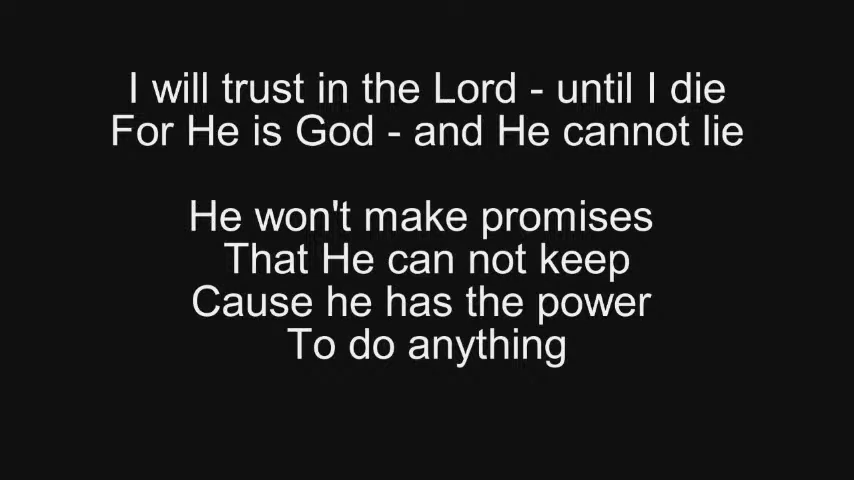 I will trust in the Lord - until I die
For He is God - and He cannot lie
He won't make promises
That He can not keep
Cause he has the power
To do anything